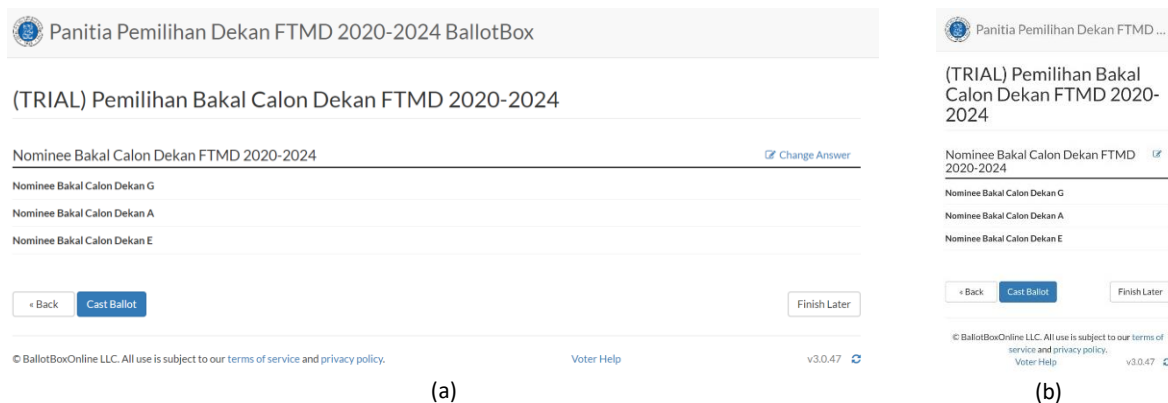 Panitia Pemilihan Dekan FTMD 2020-2024 BallotBox
(TRIAL) Pemilihan Bakal Calon Dekan FTMD 2020-2024
Nominee Bakal Calon Dekan FTMD 2020-2024
Change Answer
Nominee Bakal Calon Dekan G
Nominee Bakal Calon Dekan A
Nominee Bakal Calon Dekan E
« Back
Cast Ballot
Finish Later
© BallotBoxOnline LLC. All use is subject to our terms of service and privacy policy.
Voter Help
v3.0.47
(a)
Panitia Pemilihan Dekan FTMD ...
(TRIAL) Pemilihan Bakal
Calon Dekan FTMD 2020-
2024
Nominee Bakal Calon Dekan FTMD
2020-2024
Nominee Bakal Calon Dekan G
Nominee Bakal Calon Dekan A
Nominee Bakal Calon Dekan E
« Back
Cast Ballot
Finish Later
© BallotBoxOnline LLC. All use is subject to our terms of
service and privacy policy.
Voter Help
v3.0.47
(b)